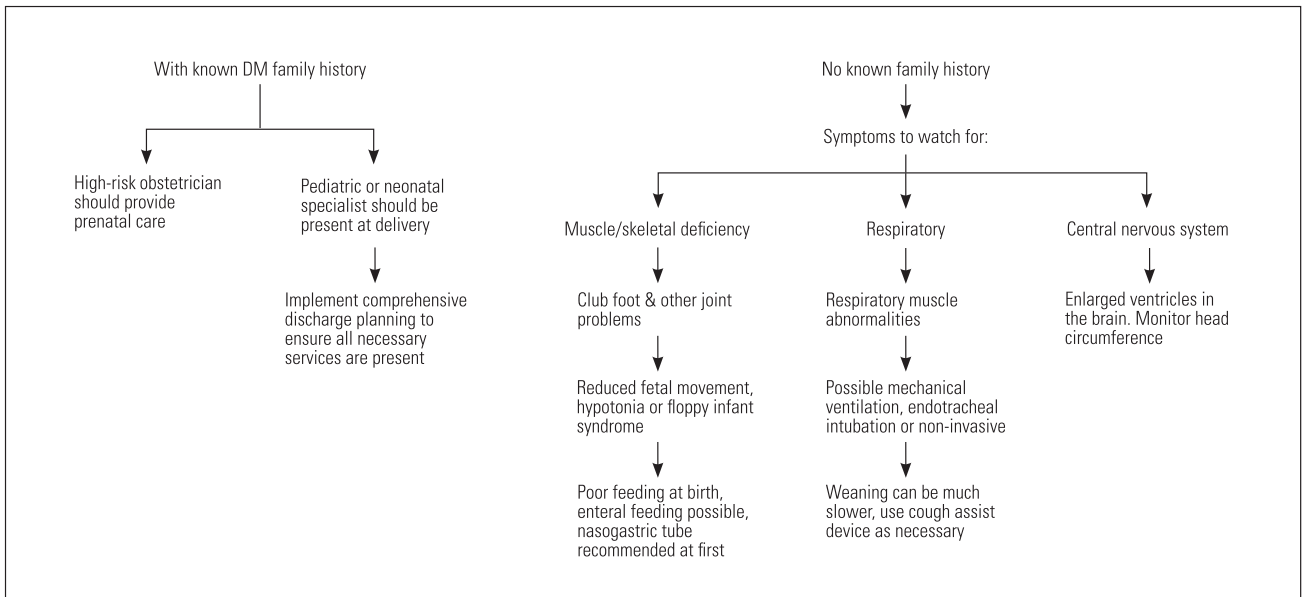 With known DM family history
High-risk obstetrician
should provide
prenatal care
Pediatric or neonatal
specialist should be
present at delivery
Implement comprehensive
discharge planning to
ensure all necessary
services are present
No known family history
Symptoms to watch for:
Muscle/skeletal deficiency
Club foot & other joint
problems
Reduced fetal movement,
hypotonia or floppy infant
syndrome
Poor feeding at birth,
enteral feeding possible,
nasogastric tube
recommended at first
Respiratory
Respiratory muscle
abnormalities
Possible mechanical
ventilation, endotracheal
intubation or non-invasive
Weaning can be much
slower, use cough assist
device as necessary
Central nervous system
Enlarged ventricles in
the brain. Monitor head
circumference